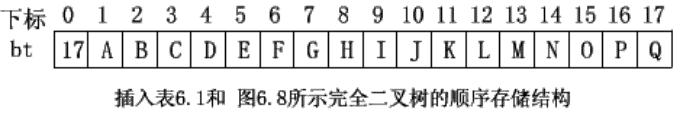 下标 0 1 2 3 4 5 6 7 8 9 10 11 12 13 14 15 16 17
bt 17 A B C D E F G H I J K L M N O P Q
插入表6.1和 图6.8所示完全二叉树的顺序存储结构